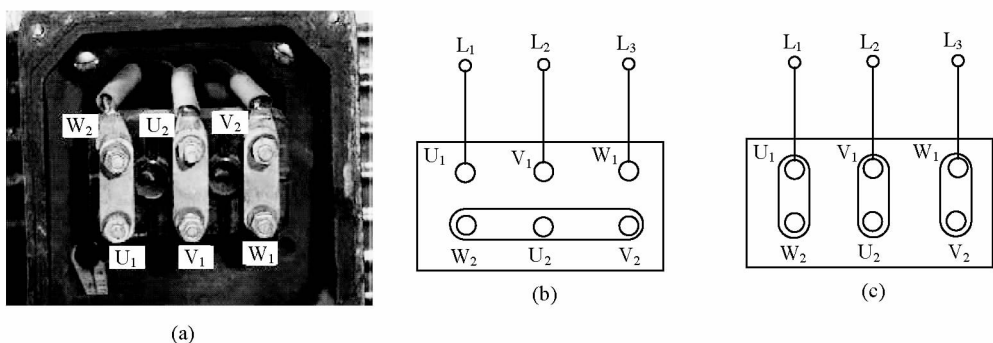 W₂ U₂ V₂
U₁ V₁ W₁
(a)
L₁ L₂ L₃
U₁ V₁ W₁
W₂ U₂ V₂
(b)
L₁ L₂ L₃
U₁ V₁ W₁
W₂ U₂ V₂
(c)